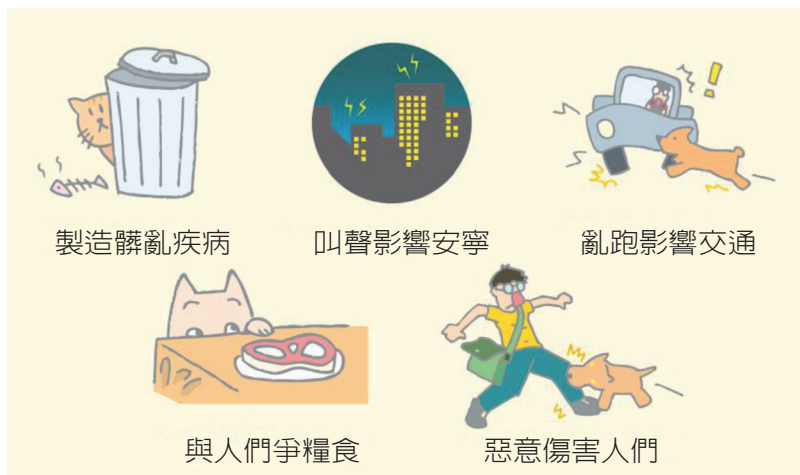 製造髒亂疾病
叫聲影響安寧
亂跑影響交通
與人們爭糧食
惡意傷害人們